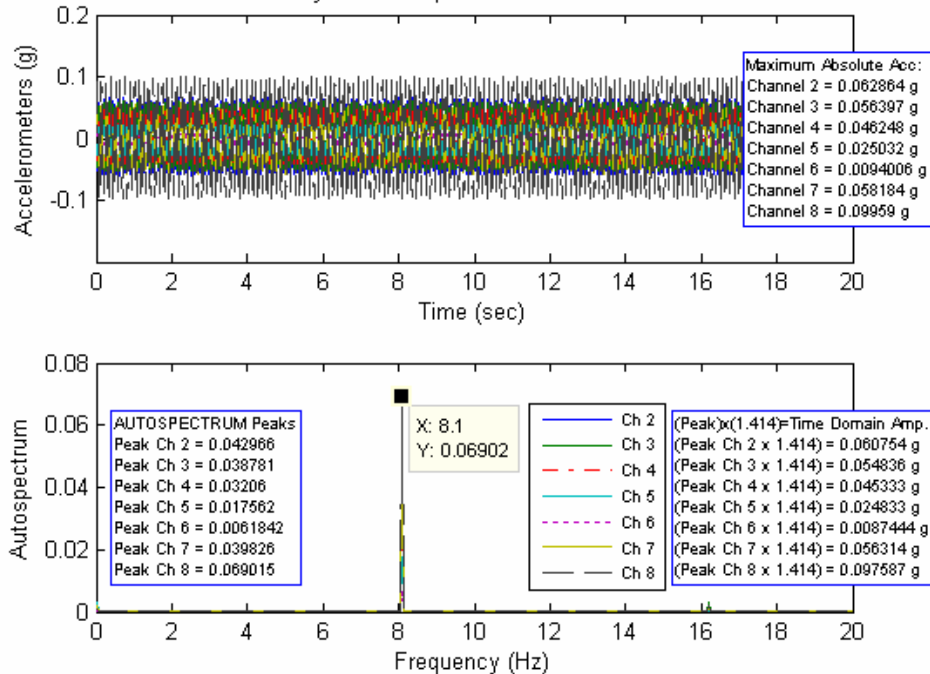 0.2
0.1
0
-0.1
Accelerometers (g)
Maximum Absolute Acc:
Channel 2 = 0.062864 g
Channel 3 = 0.056397 g
Channel 4 = 0.046248 g
Channel 5 = 0.025032 g
Channel 6 = 0.0094006 g
Channel 7 = 0.058184 g
Channel 8 = 0.09959 g
0 2 4 6 8 10 12 14 16 18 20
Time (sec)
0.08
0.06
0.04
0.02
0
Autospectrum
AUTOSPECTRUM Peaks
Peak Ch 2 = 0.042966
Peak Ch 3 = 0.038781
Peak Ch 4 = 0.03206
Peak Ch 5 = 0.017562
Peak Ch 6 = 0.0061842
Peak Ch 7 = 0.039826
Peak Ch 8 = 0.069015
X: 8.1
Y: 0.06902
Ch 2
Ch 3
Ch 4
Ch 5
Ch 6
Ch 7
Ch 8
(Peak)x(1.414)=Time Domain Amp.
(Peak Ch 2 x 1.414) = 0.060754 g
(Peak Ch 3 x 1.414) = 0.054836 g
(Peak Ch 4 x 1.414) = 0.045333 g
(Peak Ch 5 x 1.414) = 0.024833 g
(Peak Ch 6 x 1.414) = 0.0087444 g
(Peak Ch 7 x 1.414) = 0.056314 g
(Peak Ch 8 x 1.414) = 0.097587 g
0 2 4 6 8 10 12 14 16 18 20
Frequency (Hz)